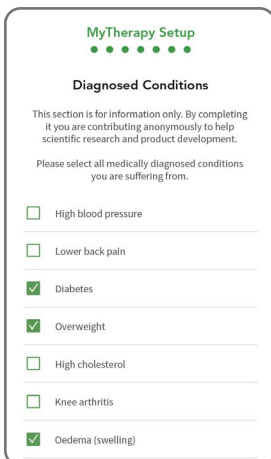 MyTherapy Setup
Diagnosed Conditions
This section is for information only. By completing
it you are contributing anonymously to help
scientific research and product development.
Please select all medically diagnosed conditions
you are suffering from.
High blood pressure
Lower back pain
Diabetes
Overweight
High cholesterol
Knee arthritis
Oedema (swelling)